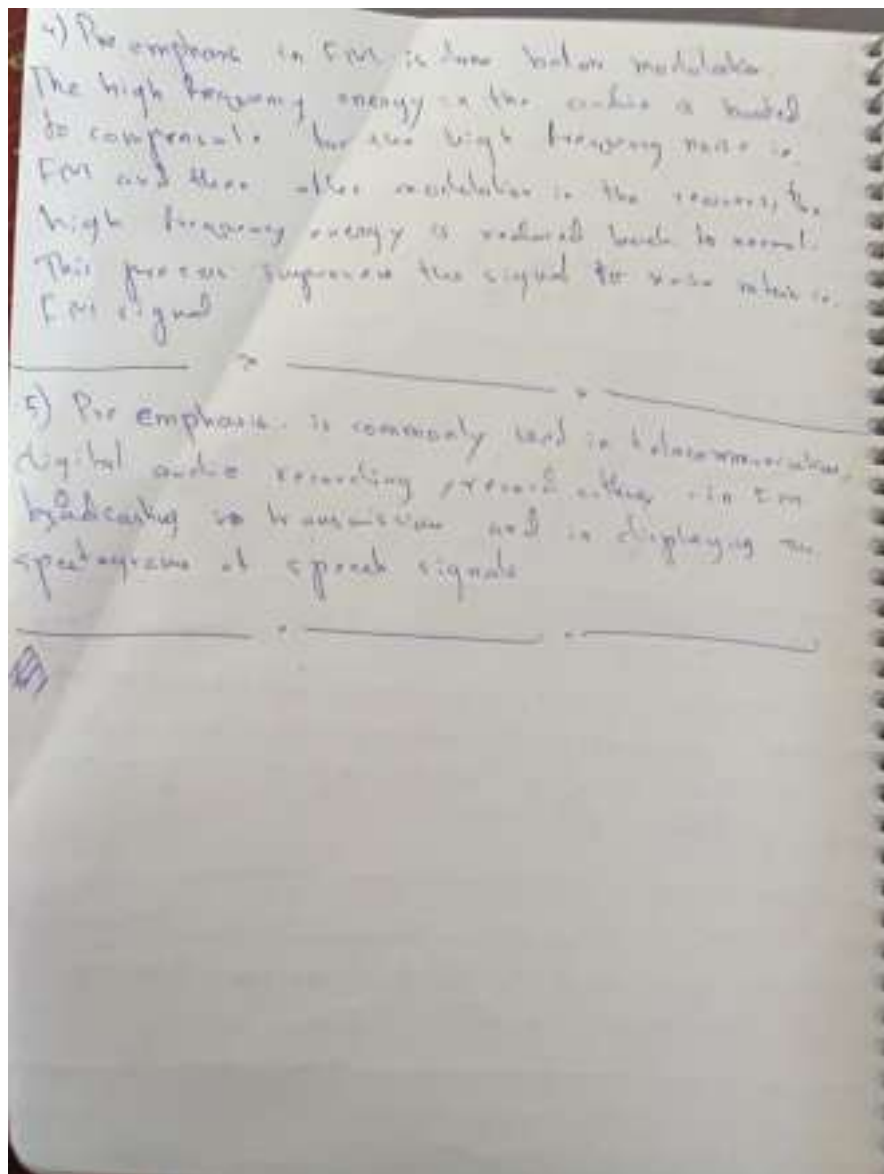 4) Pre emphasis in FM is done before modulation.
The high frequency energy in the audio is boosted
to compensate for the high frequency noise in
FM and then after modulation in the receiver, the
high frequency energy is reduced back to normal.
This process improves the signal to noise ratio in
FM signal
5) Pre emphasis is commonly used in telecommunications,
digital audio recording, record cutting, in FM
broadcasting transmission and in displaying the
spectrograms of speech signals